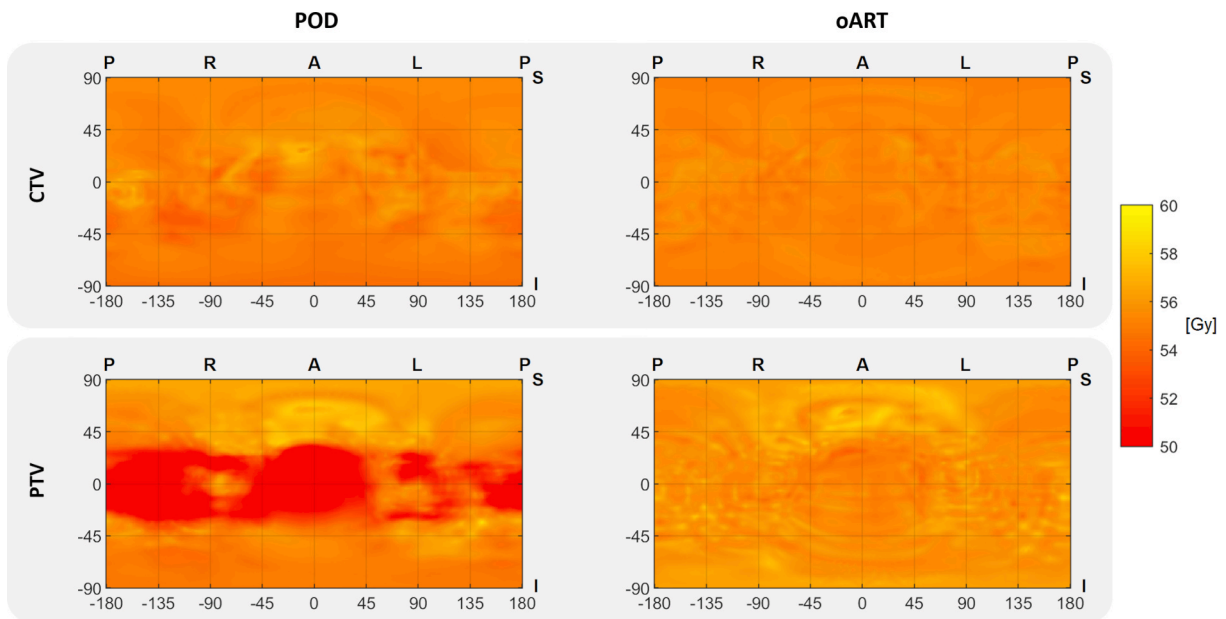 POD oART
P R A L P S P R A L P S
90 90
45 45
CTV 0 0
-45 -45
-90 I -90 I
-180 -135 -90 -45 0 45 90 135 180 -180 -135 -90 -45 0 45 90 135 180
60
58
56
[Gy]
54
52
50
P R A L P S P R A L P S
90 90
45 45
PTV 0 0
-45 -45
-90 I -90 I
-180 -135 -90 -45 0 45 90 135 180 -180 -135 -90 -45 0 45 90 135 180